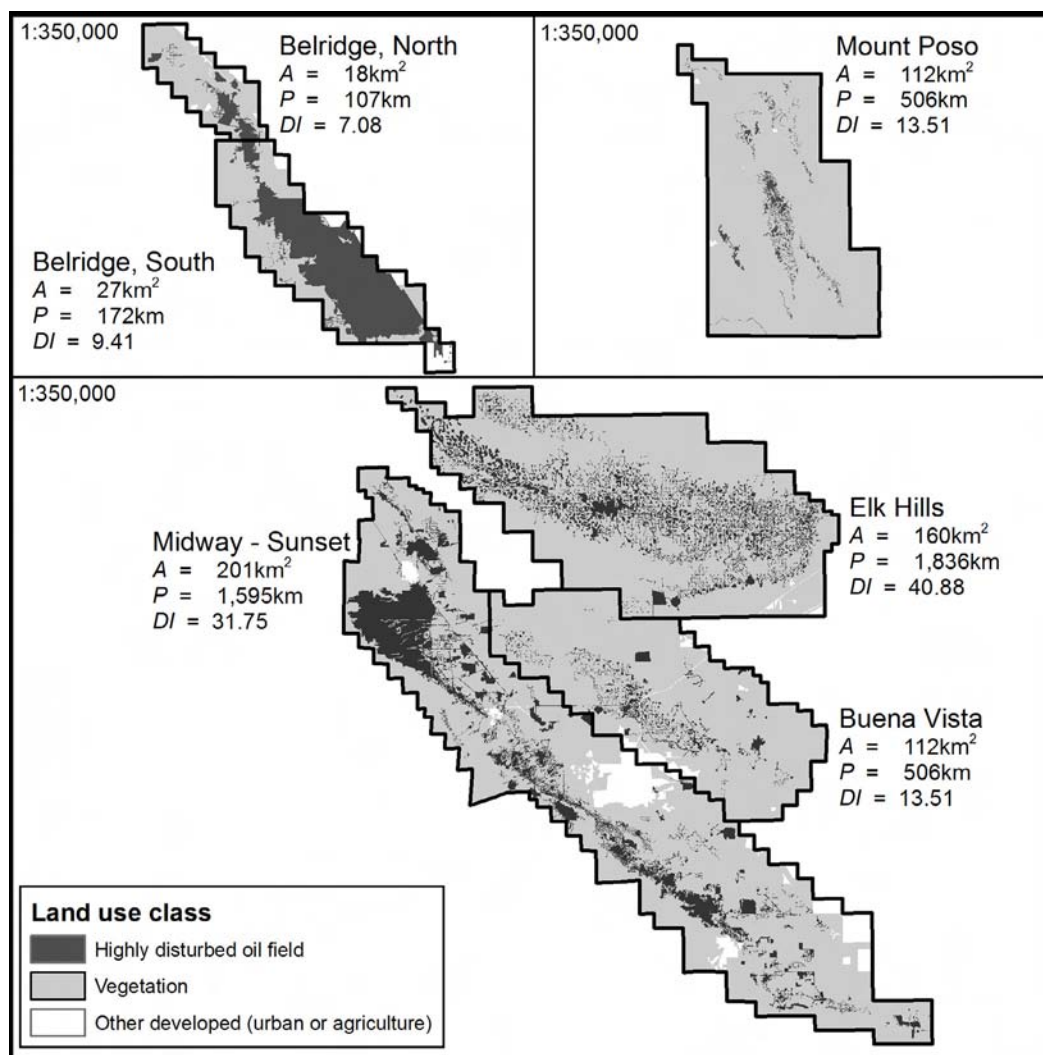 1:350,000
Belridge, North
A = 18km²
P = 107km
DI = 7.08
Belridge, South
A = 27km²
P = 172km
DI = 9.41
1:350,000
Mount Poso
A = 112km²
P = 506km
DI = 13.51
1:350,000
Elk Hills
A = 160km²
P = 1,836km
DI = 40.88
Midway - Sunset
A = 201km²
P = 1,595km
DI = 31.75
Buena Vista
A = 112km²
P = 506km
DI = 13.51
Land use class
Highly disturbed oil field
Vegetation
Other developed (urban or agriculture)